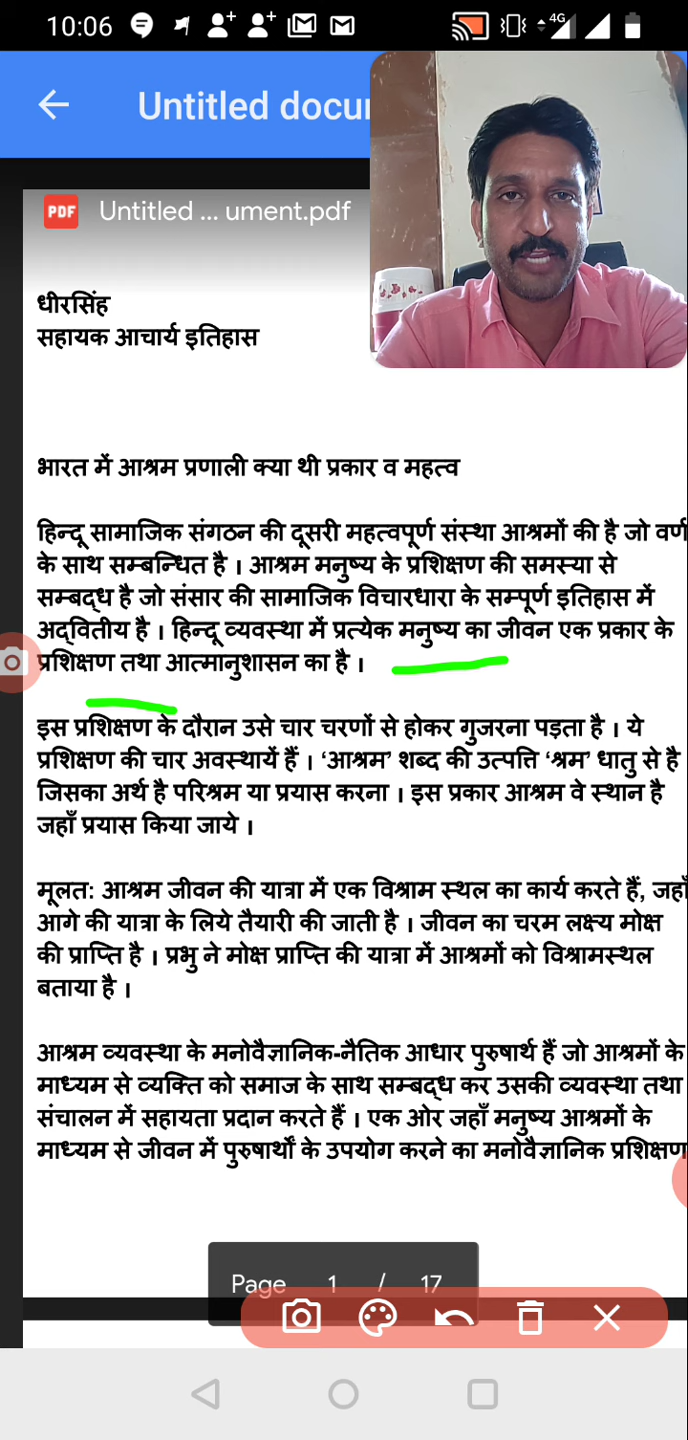 10:06
4G
Untitled docu
PDF Untitled ... ument.pdf
धीरसिंह
सहायक आचार्य इतिहास
भारत में आश्रम प्रणाली क्या थी प्रकार व महत्व
हिन्दू सामाजिक संगठन की दूसरी महत्वपूर्ण संस्था आश्रमों की है जो वर्ण
के साथ सम्बन्धित है । आश्रम मनुष्य के प्रशिक्षण की समस्या से
सम्बद्ध है जो संसार की सामाजिक विचारधारा के सम्पूर्ण इतिहास में
अद्वितीय है । हिन्दू व्यवस्था में प्रत्येक मनुष्य का जीवन एक प्रकार के
प्रशिक्षण तथा आत्मानुशासन का है ।
इस प्रशिक्षण के दौरान उसे चार चरणों से होकर गुजरना पड़ता है । ये
प्रशिक्षण की चार अवस्थायें हैं । ‘आश्रम’ शब्द की उत्पत्ति ‘श्रम’ धातु से है
जिसका अर्थ है परिश्रम या प्रयास करना । इस प्रकार आश्रम वे स्थान है
जहाँ प्रयास किया जाये ।
मूलत: आश्रम जीवन की यात्रा में एक विश्राम स्थल का कार्य करते हैं, जहाँ
आगे की यात्रा के लिये तैयारी की जाती है । जीवन का चरम लक्ष्य मोक्ष
की प्राप्ति है । प्रभु ने मोक्ष प्राप्ति की यात्रा में आश्रमों को विश्रामस्थल
बताया है ।
आश्रम व्यवस्था के मनोवैज्ञानिक-नैतिक आधार पुरुषार्थ हैं जो आश्रमों के
माध्यम से व्यक्ति को समाज के साथ सम्बद्ध कर उसकी व्यवस्था तथा
संचालन में सहायता प्रदान करते हैं । एक ओर जहाँ मनुष्य आश्रमों के
माध्यम से जीवन में पुरुषार्थों के उपयोग करने का मनोवैज्ञानिक प्रशिक्षण
Page 1 / 17